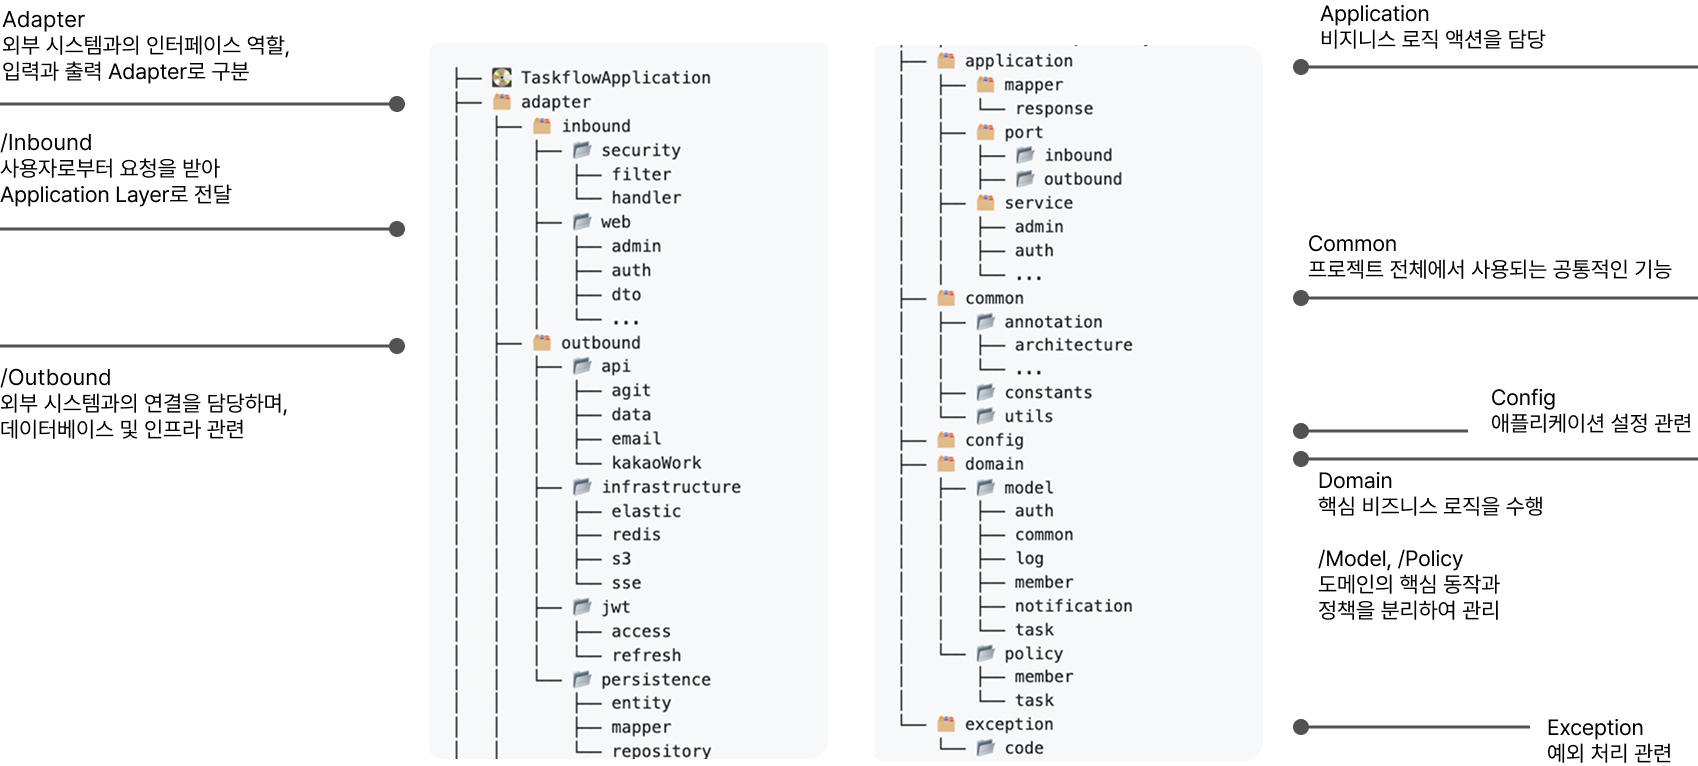 Adapter
외부 시스템과의 인터페이스 역할,
입력과 출력 Adapter로 구분
/Inbound
사용자로부터 요청을 받아
Application Layer로 전달
/Outbound
외부 시스템과의 연결을 담당하며,
데이터베이스 및 인프라 관련
TaskflowApplication
adapter
inbound
security
filter
handler
web
admin
auth
dto
...
outbound
api
agit
data
email
kakaoWork
infrastructure
elastic
redis
s3
sse
jwt
access
refresh
persistence
entity
mapper
repository
application
mapper
response
port
inbound
outbound
service
admin
auth
...
common
annotation
architecture
...
constants
utils
config
domain
model
auth
common
log
member
notification
task
policy
member
task
exception
code
Application
비지니스 로직 액션을 담당
Common
프로젝트 전체에서 사용되는 공통적인 기능
Config
애플리케이션 설정 관련
Domain
핵심 비즈니스 로직을 수행
/Model, /Policy
도메인의 핵심 동작과
정책을 분리하여 관리
Exception
예외 처리 관련